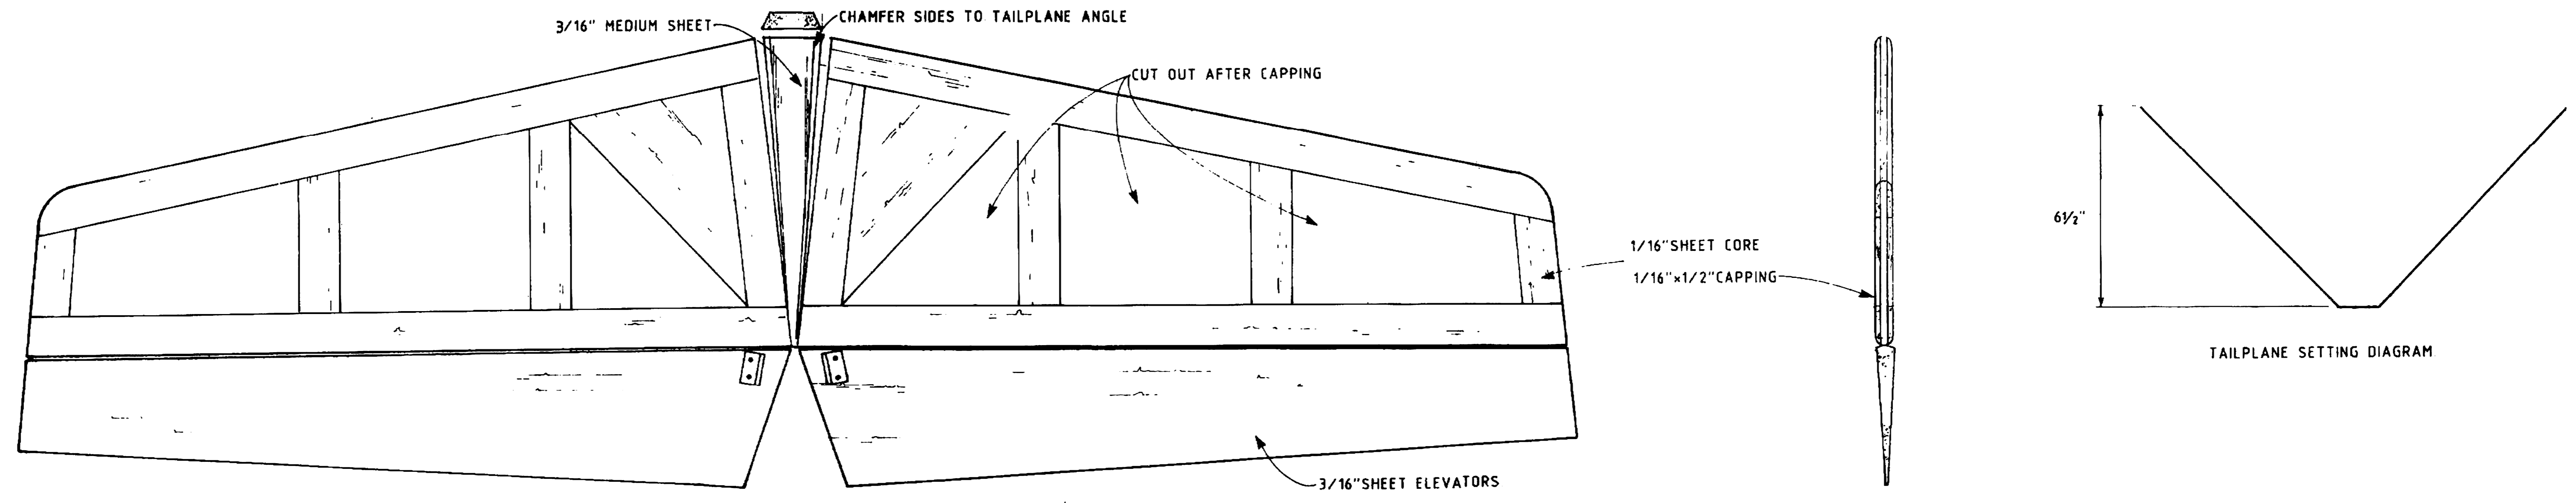 3/16" MEDIUM SHEET
CHAMFER SIDES TO TAILPLANE ANGLE
CUT OUT AFTER CAPPING
1/16"SHEET CORE
1/16"×1/2"CAPPING
3/16"SHEET ELEVATORS
6½"
TAILPLANE SETTING DIAGRAM